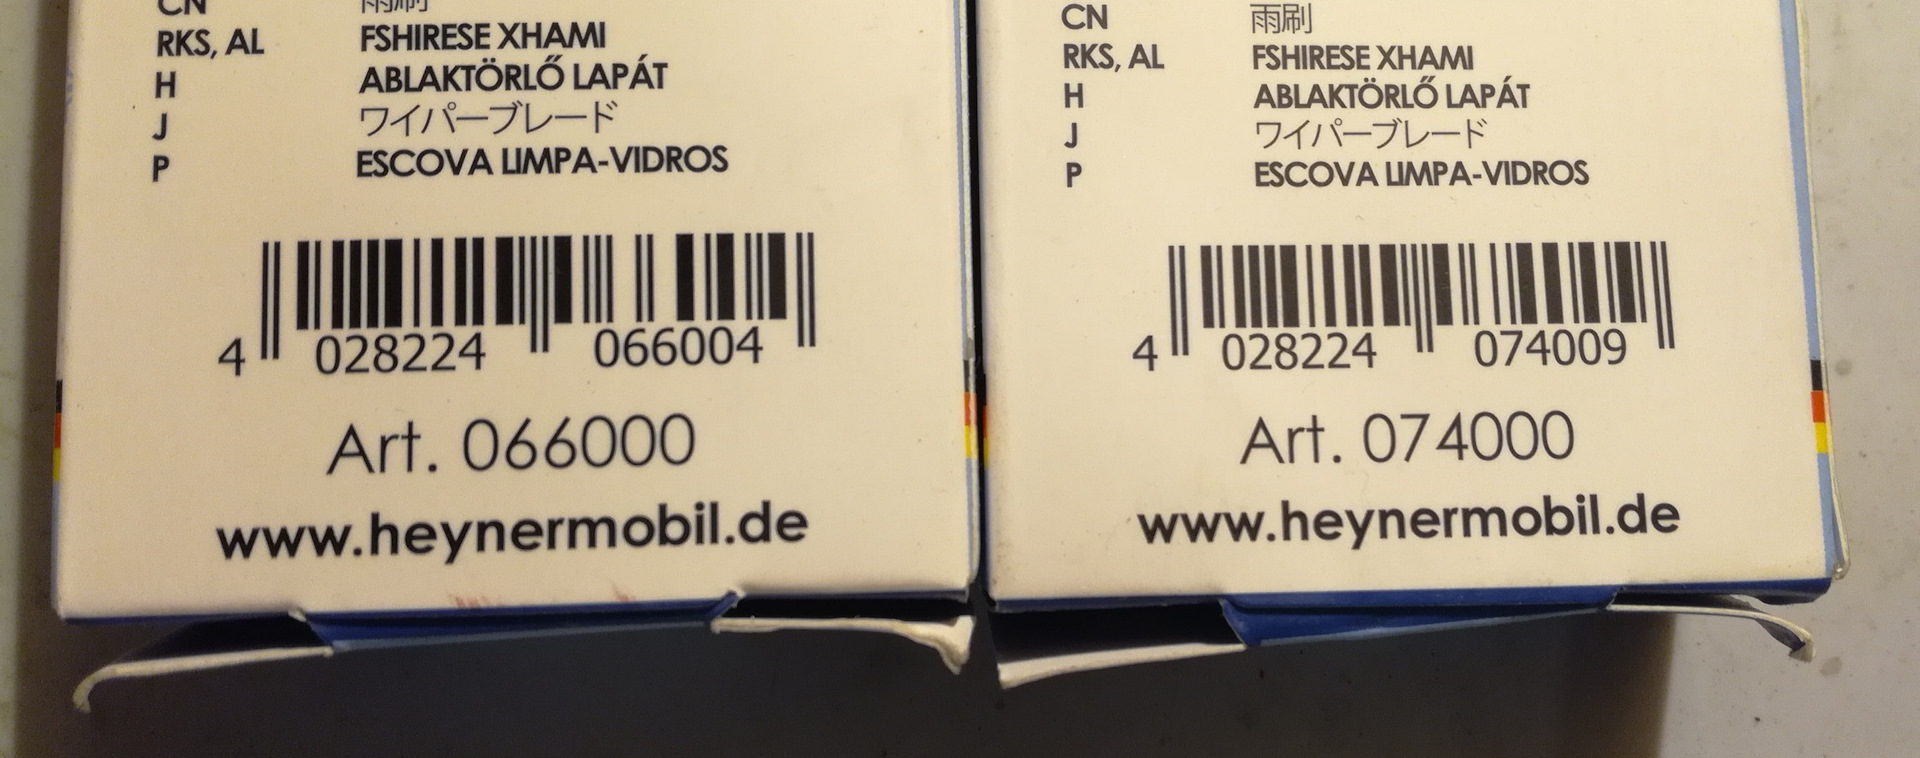 CN 雨刷
RKS, AL FSHIRESE XHAMI
H ABLAKTÖRLŐ LAPÁT
J ワイパーブレード
P ESCOVA LIMPA-VIDROS
4 028224 066004
Art. 066000
www.heynermobil.de
CN 雨刷
RKS, AL FSHIRESE XHAMI
H ABLAKTÖRLŐ LAPÁT
J ワイパーブレード
P ESCOVA LIMPA-VIDROS
4 028224 074009
Art. 074000
www.heynermobil.de